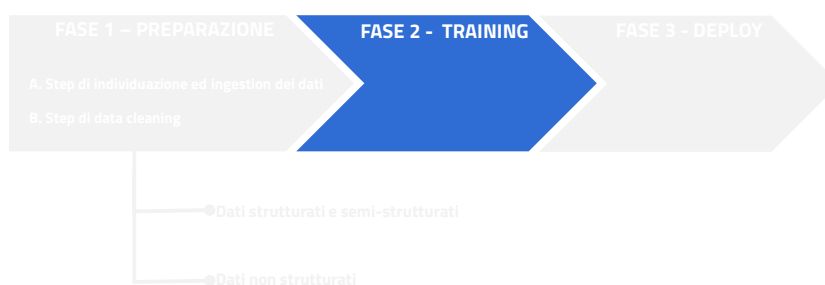 FASE 1 – PREPARAZIONE
A. Step di individuazione ed ingestion dei dati
B. Step di data cleaning
FASE 2 - TRAINING
FASE 3 - DEPLOY
Dati strutturati e semi-strutturati
Dati non strutturati